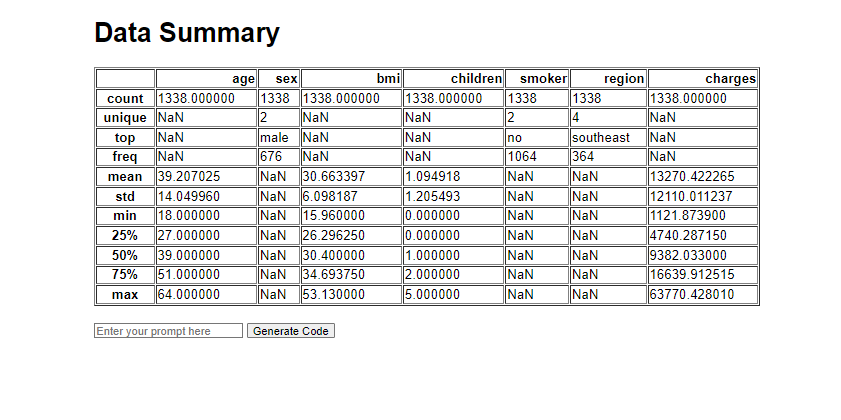 Data Summary
age sex bmi children smoker region charges
count 1338.000000 1338 1338.000000 1338.000000 1338 1338 1338.000000
unique NaN 2 NaN NaN 2 4 NaN
top NaN male NaN NaN no southeast NaN
freq NaN 676 NaN NaN 1064 364 NaN
mean 39.207025 NaN 30.663397 1.094918 NaN NaN 13270.422265
std 14.049960 NaN 6.098187 1.205493 NaN NaN 12110.011237
min 18.000000 NaN 15.960000 0.000000 NaN NaN 1121.873900
25% 27.000000 NaN 26.296250 0.000000 NaN NaN 4740.287150
50% 39.000000 NaN 30.400000 1.000000 NaN NaN 9382.033000
75% 51.000000 NaN 34.693750 2.000000 NaN NaN 16639.912515
max 64.000000 NaN 53.130000 5.000000 NaN NaN 63770.428010
Enter your prompt here Generate Code